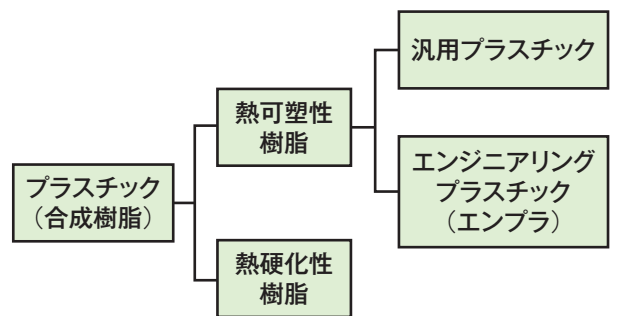 プラスチック
（合成樹脂）
熱可塑性
樹脂
熱硬化性
樹脂
汎用プラスチック
エンジニアリング
プラスチック
（エンプラ）